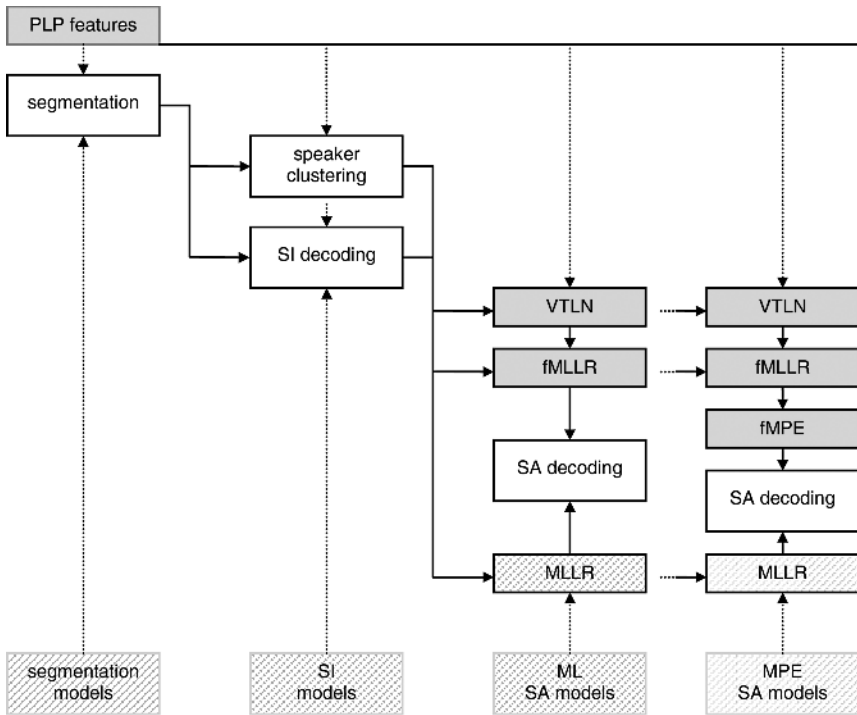 PLP features
segmentation
speaker
clustering
SI decoding
VTLN
VTLN
fMLLR
fMLLR
fMPE
SA decoding
SA decoding
MLLR
MLLR
segmentation
models
SI
models
ML
SA models
MPE
SA models